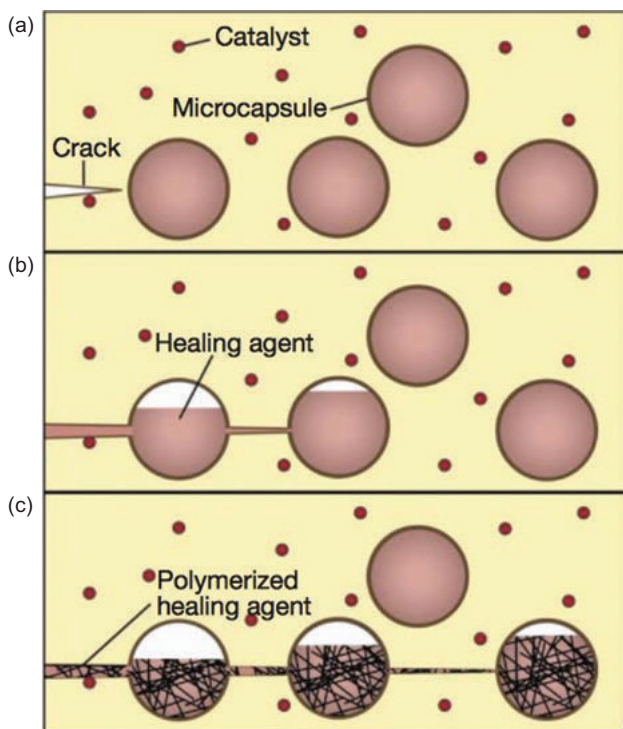 (a)
Catalyst
Microcapsule
Crack
(b)
Healing agent
(c)
Polymerized
healing agent